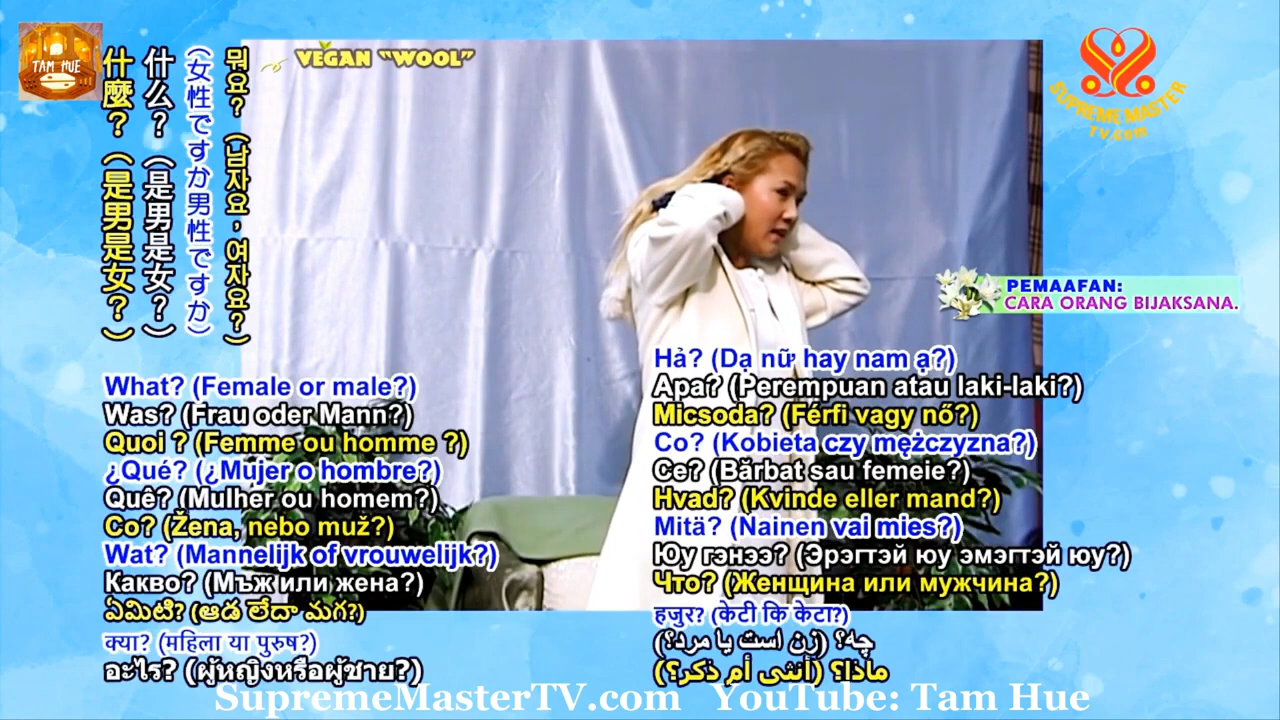 TAM HUE
什麼？（是男是女？）
什么？（是男是女？）
（女性ですか男性ですか）
뭐요? (남자요, 여자요?)
VEGAN "WOOL"
SUPREME MASTER
TV.com
PEMAAFAN:
CARA ORANG BIJAKSANA.
What? (Female or male?)
Was? (Frau oder Mann?)
Quoi ? (Femme ou homme ?)
¿Qué? (¿Mujer o hombre?)
Quê? (Mulher ou homem?)
Co? (Žena, nebo muž?)
Wat? (Mannelijk of vrouwelijk?)
Какво? (Мъж или жена?)
ఏమిటి? (ఆడ లేదా మగ?)
क्या? (महिला या पुरुष?)
อะไร? (ผู้หญิงหรือผู้ชาย?)
Hả? (Dạ nữ hay nam ạ?)
Apa? (Perempuan atau laki-laki?)
Micsoda? (Férfi vagy nő?)
Co? (Kobieta czy mężczyzna?)
Ce? (Bărbat sau femeie?)
Hvad? (Kvinde eller mand?)
Mitä? (Nainen vai mies?)
Юу гэнээ? (Эрэгтэй юу эмэгтэй юу?)
Что? (Женщина или мужчина?)
हजुर? (केटी कि केटा?)
چه؟ (زن است یا مرد؟)
ماذا؟ (أنثى أم ذكر؟)
SupremeMasterTV.com YouTube: Tam Hue